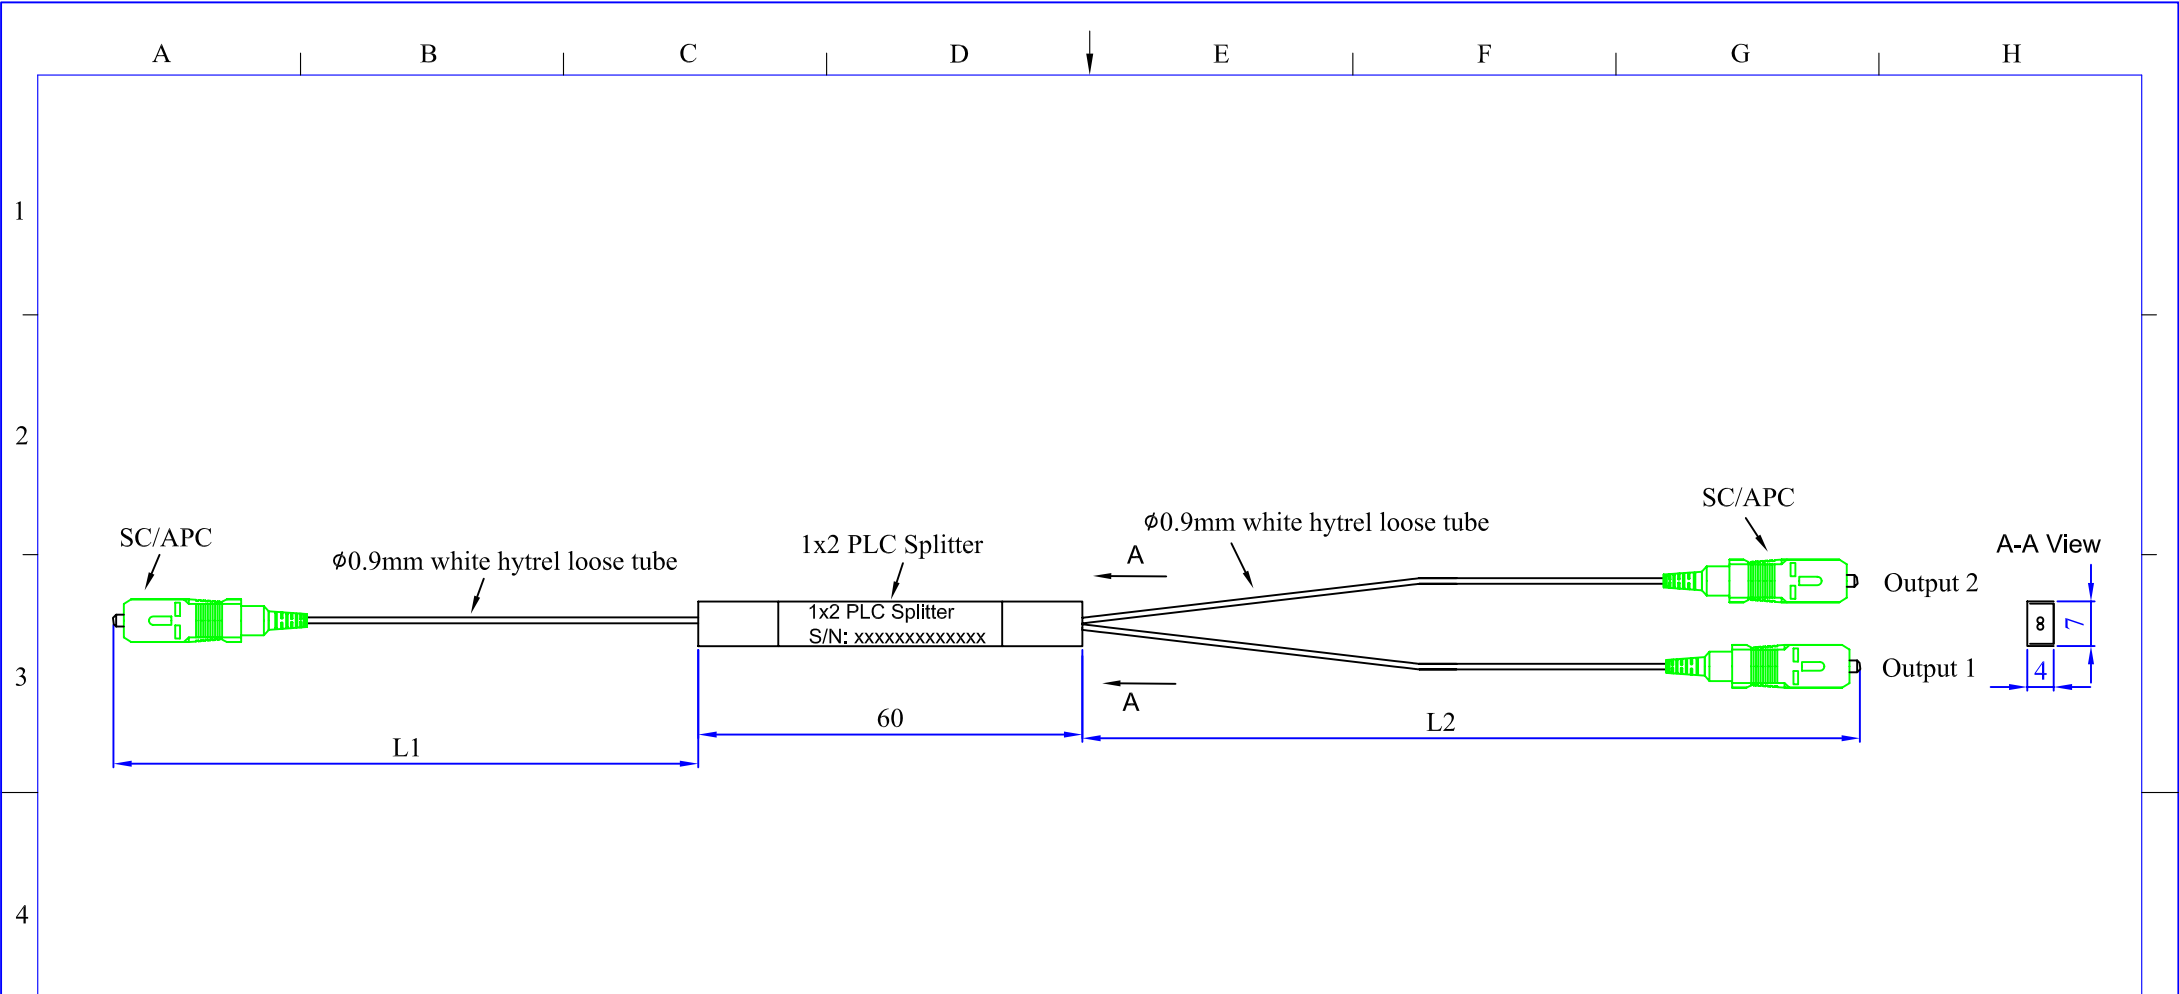 A B C D E F G H
1
2
3
4
SC/APC
ϕ0.9mm white hytrel loose tube
1x2 PLC Splitter
1x2 PLC Splitter
S/N: xxxxxxxxxxxxx
A
A
ϕ0.9mm white hytrel loose tube
SC/APC
Output 2
Output 1
A-A View
8
7
4
L1
60
L2